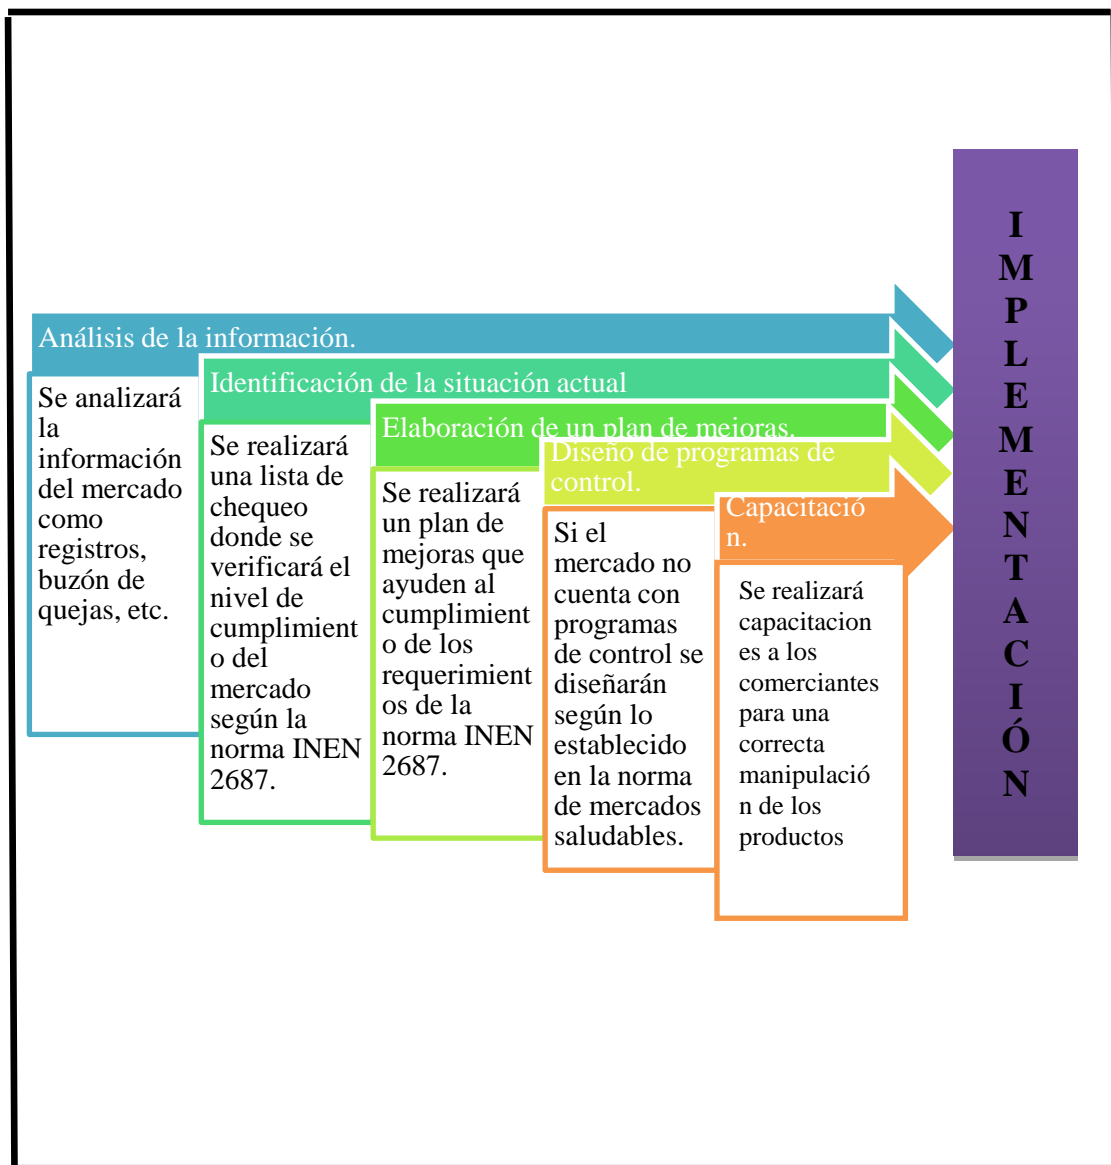 Análisis de la información.
Se analizará
la
información
del mercado
como
registros,
buzón de
quejas, etc.
Identificación de la situación actual
Se realizará
una lista de
chequeo
donde se
verificará el
nivel de
cumplimient
o del
mercado
según la
norma INEN
2687.
Elaboración de un plan de mejoras.
Se realizará
un plan de
mejoras que
ayuden al
cumplimient
o de los
requerimient
os de la
norma INEN
2687.
Diseño de programas de
control.
Si el
mercado no
cuenta con
programas
de control se
diseñarán
según lo
establecido
en la norma
de mercados
saludables.
Capacitació
n.
Se realizará
capacitacion
es a los
comerciantes
para una
correcta
manipulació
n de los
productos
I
M
P
L
E
M
E
N
T
A
C
I
Ó
N